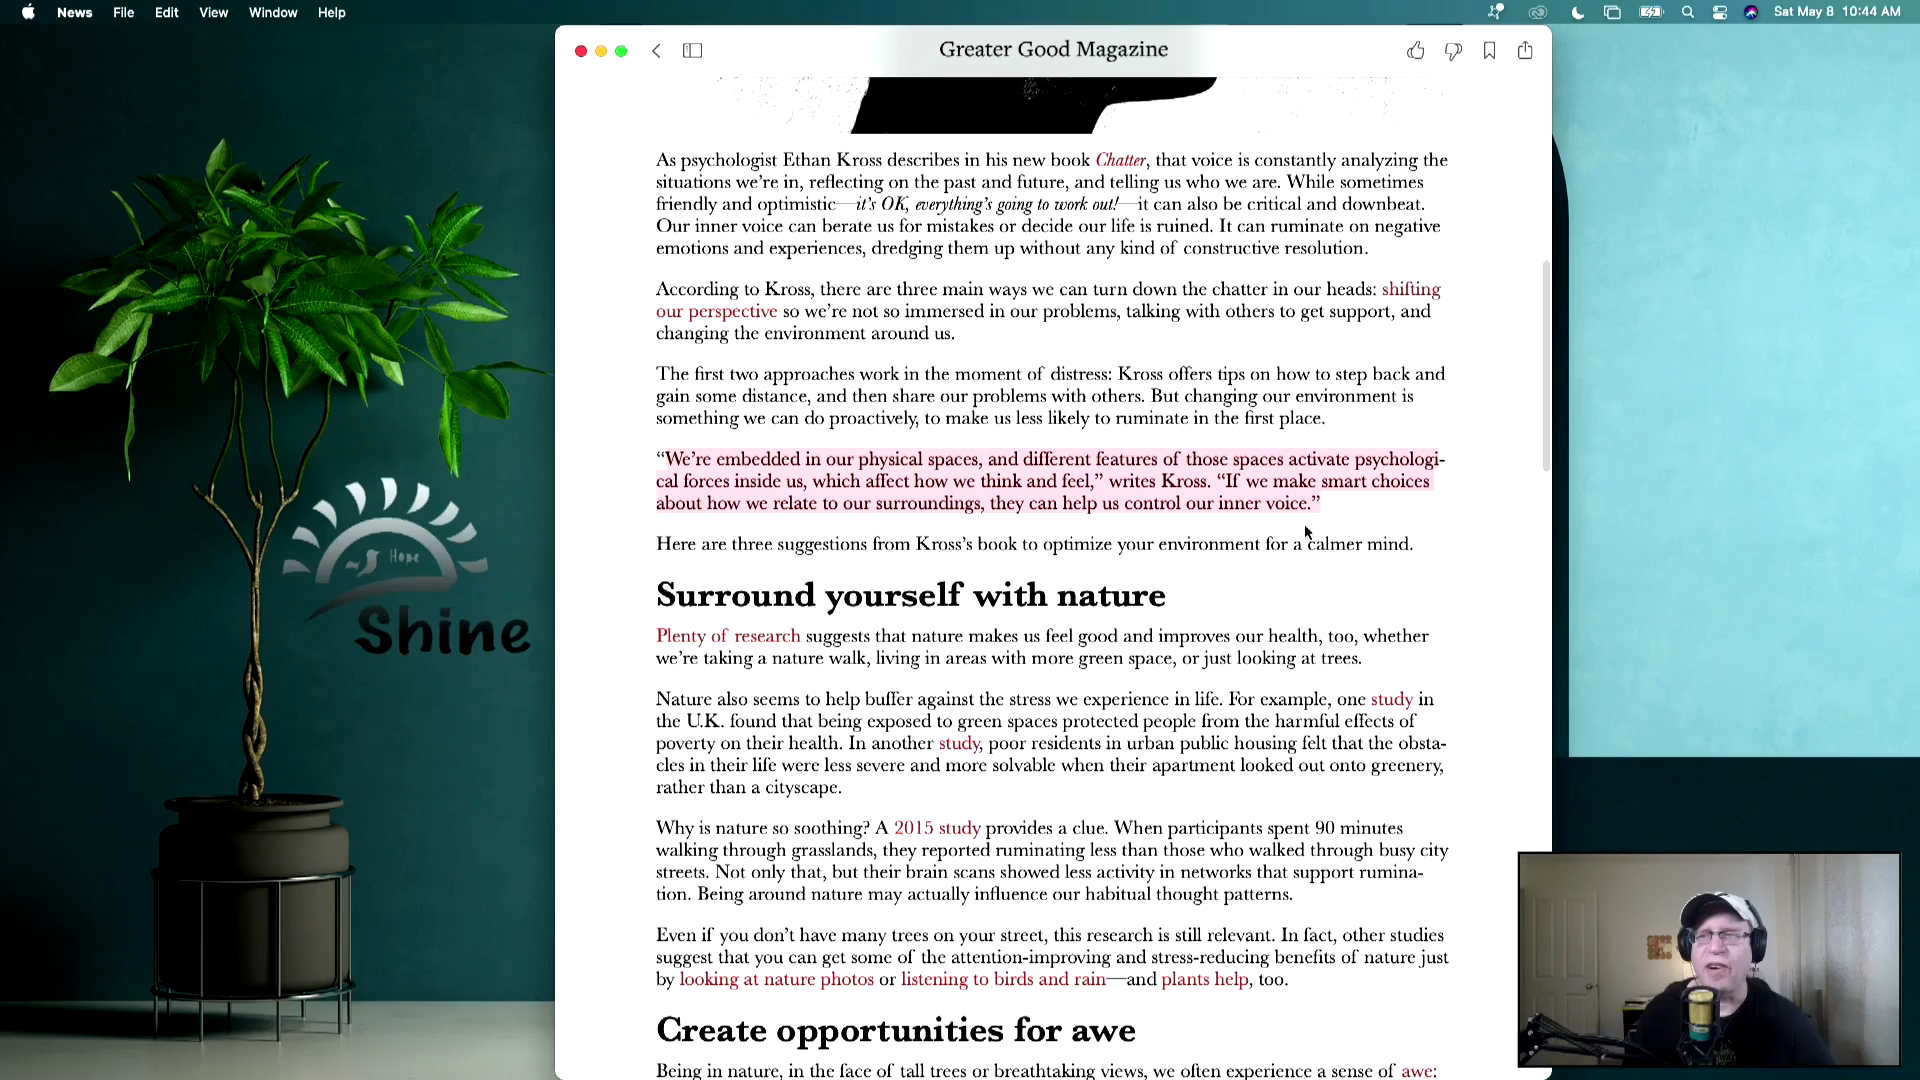 News File Edit View Window Help
Sat May 8 10:44 AM
Greater Good Magazine
As psychologist Ethan Kross describes in his new book Chatter, that voice is constantly analyzing the
situations we’re in, reflecting on the past and future, and telling us who we are. While sometimes
friendly and optimistic—it’s OK, everything’s going to work out!—it can also be critical and downbeat.
Our inner voice can berate us for mistakes or decide our life is ruined. It can ruminate on negative
emotions and experiences, dredging them up without any kind of constructive resolution.
According to Kross, there are three main ways we can turn down the chatter in our heads: shifting
our perspective so we’re not so immersed in our problems, talking with others to get support, and
changing the environment around us.
The first two approaches work in the moment of distress: Kross offers tips on how to step back and
gain some distance, and then share our problems with others. But changing our environment is
something we can do proactively, to make us less likely to ruminate in the first place.
“We’re embedded in our physical spaces, and different features of those spaces activate psychologi-
cal forces inside us, which affect how we think and feel,” writes Kross. “If we make smart choices
about how we relate to our surroundings, they can help us control our inner voice.”
Here are three suggestions from Kross’s book to optimize your environment for a calmer mind.
Hope
Shine
Surround yourself with nature
Plenty of research suggests that nature makes us feel good and improves our health, too, whether
we’re taking a nature walk, living in areas with more green space, or just looking at trees.
Nature also seems to help buffer against the stress we experience in life. For example, one study in
the U.K. found that being exposed to green spaces protected people from the harmful effects of
poverty on their health. In another study, poor residents in urban public housing felt that the obsta-
cles in their life were less severe and more solvable when their apartment looked out onto greenery,
rather than a cityscape.
Why is nature so soothing? A 2015 study provides a clue. When participants spent 90 minutes
walking through grasslands, they reported ruminating less than those who walked through busy city
streets. Not only that, but their brain scans showed less activity in networks that support rumina-
tion. Being around nature may actually influence our habitual thought patterns.
Even if you don’t have many trees on your street, this research is still relevant. In fact, other studies
suggest that you can get some of the attention-improving and stress-reducing benefits of nature just
by looking at nature photos or listening to birds and rain—and plants help, too.
Create opportunities for awe
Being in nature, in the face of tall trees or breathtaking views, we often experience a sense of awe: